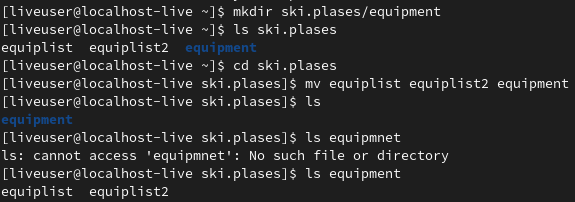 [liveuser@localhost-live ~]$ mkdir ski.plases/equipment
[liveuser@localhost-live ~]$ ls ski.plases
equiplist  equiplist2  equipment
[liveuser@localhost-live ~]$ cd ski.plases
[liveuser@localhost-live ski.plases]$ mv equiplist equiplist2 equipment
[liveuser@localhost-live ski.plases]$ ls
equipment
[liveuser@localhost-live ski.plases]$ ls equipmnet
ls: cannot access 'equipmnet': No such file or directory
[liveuser@localhost-live ski.plases]$ ls equipment
equiplist  equiplist2